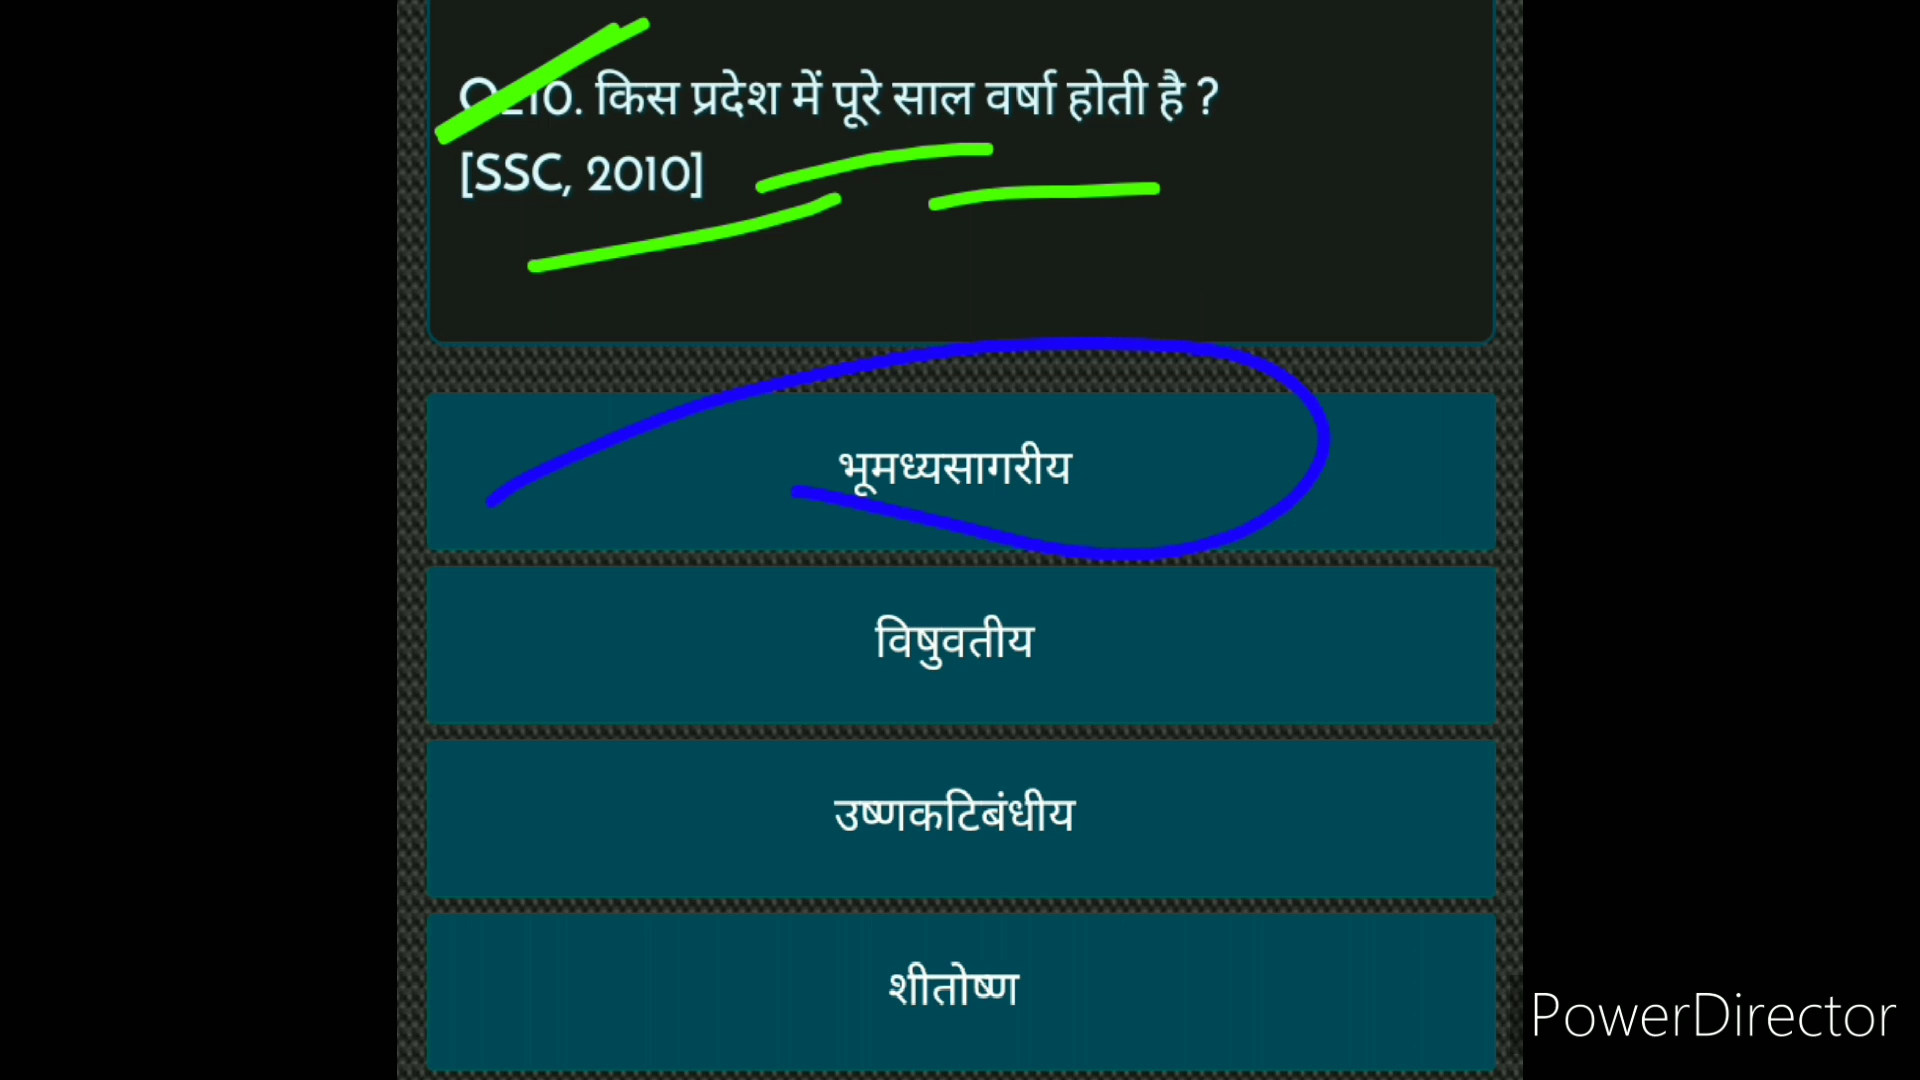 Q210. किस प्रदेश में पूरे साल वर्षा होती है ?
[SSC, 2010]
भूमध्यसागरीय
विषुवतीय
उष्णकटिबंधीय
शीतोष्ण
PowerDirector